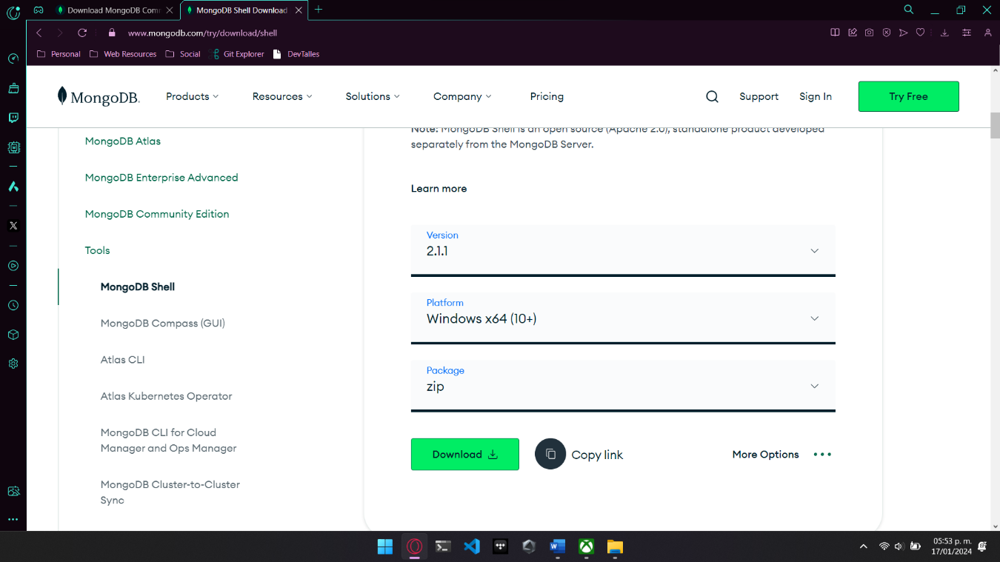 Download MongoDB Com
MongoDB Shell Download
www.mongodb.com/try/download/shell
Personal
Web Resources
Social
Git Explorer
DevTalles
MongoDB.
Products
Resources
Solutions
Company
Pricing
Support
Sign In
Try Free
MongoDB Atlas
MongoDB Enterprise Advanced
MongoDB Community Edition
Tools
MongoDB Shell
MongoDB Compass (GUI)
Atlas CLI
Atlas Kubernetes Operator
MongoDB CLI for Cloud
Manager and Ops Manager
MongoDB Cluster-to-Cluster
Sync
Note: MongoDB Shell is an open source (Apache 2.0), standalone product developed
separately from the MongoDB Server.
Learn more
Version
2.1.1
Platform
Windows x64 (10+)
Package
zip
Download
Copy link
More Options
05:53 p. m.
17/01/2024